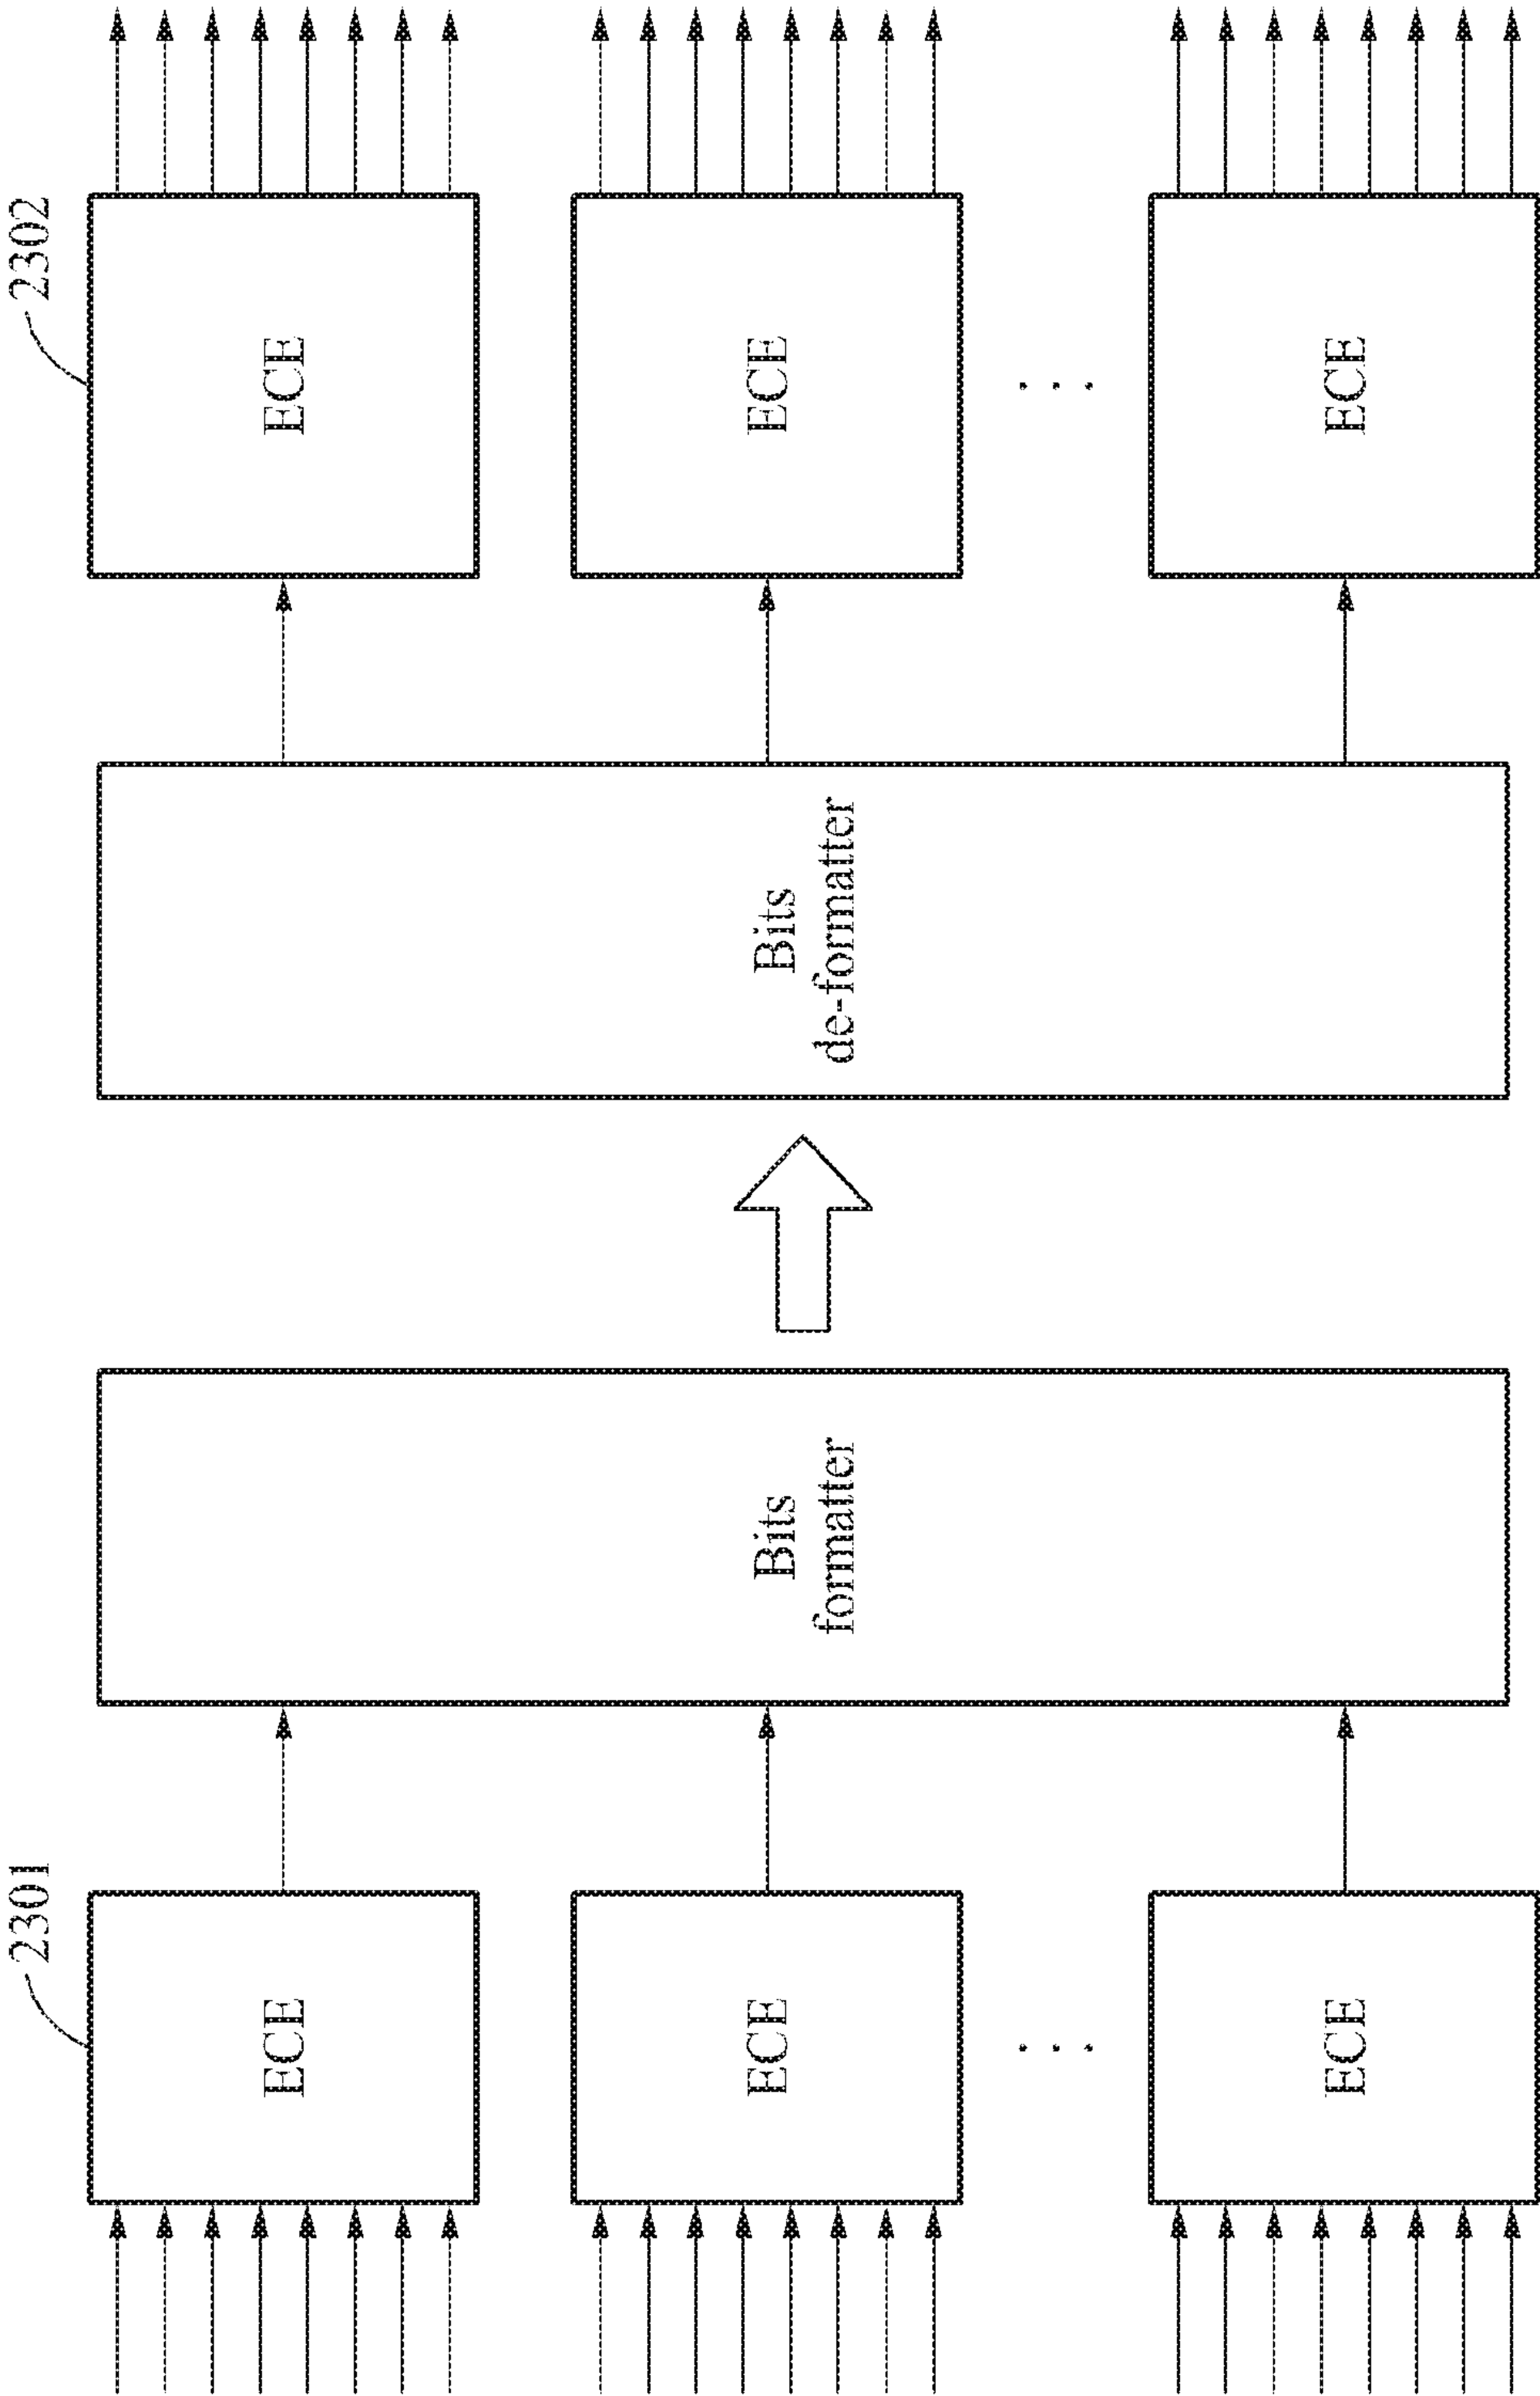 2301
ECE
ECE
ECE
Bits
formatter
Bits
de-formatter
2302
ECE
ECE
ECE